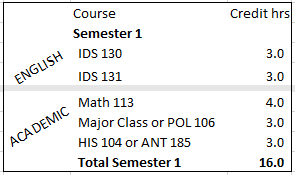 Course Credit hrs
Semester 1
ENGLISH
IDS 130 3.0
IDS 131 3.0
ACADEMIC
Math 113 4.0
Major Class or POL 106 3.0
HIS 104 or ANT 185 3.0
Total Semester 1 16.0